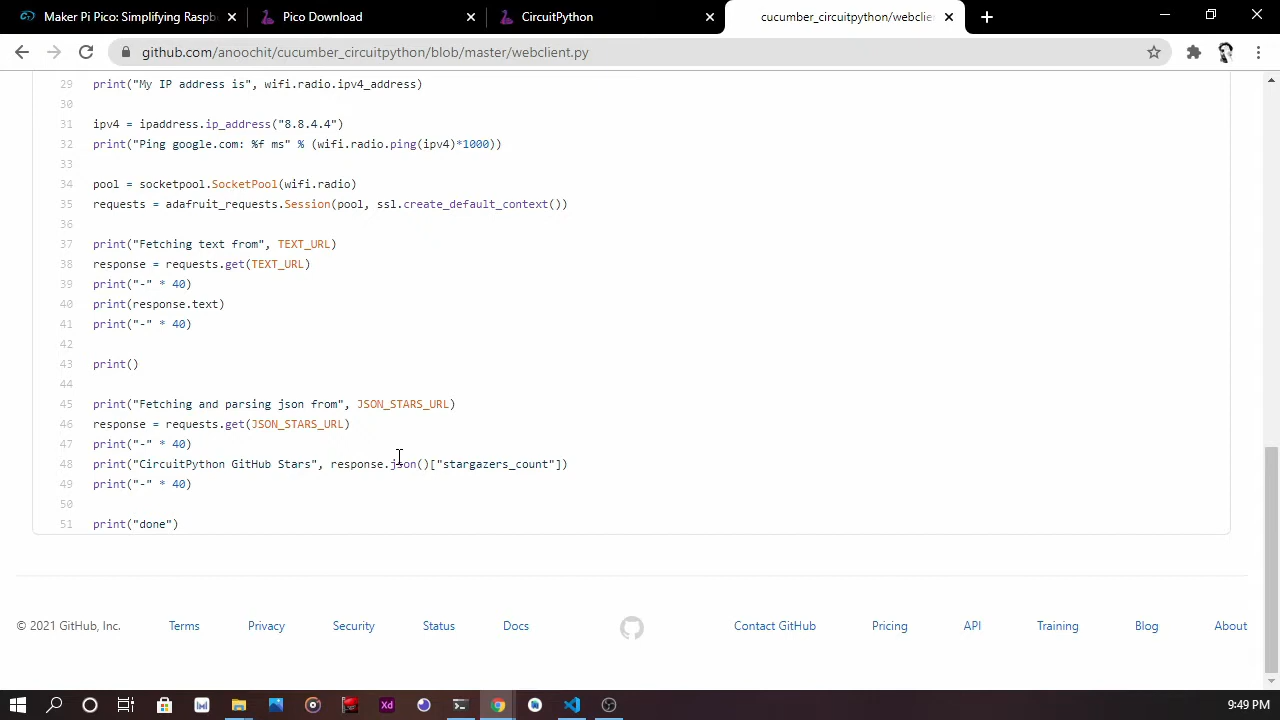 Maker Pi Pico: Simplifying Raspb
Pico Download
CircuitPython
cucumber_circuitpython/webclie
github.com/anoochit/cucumber_circuitpython/blob/master/webclient.py
29 print("My IP address is", wifi.radio.ipv4_address)
30
31 ipv4 = ipaddress.ip_address("8.8.4.4")
32 print("Ping google.com: %f ms" % (wifi.radio.ping(ipv4)*1000))
33
34 pool = socketpool.SocketPool(wifi.radio)
35 requests = adafruit_requests.Session(pool, ssl.create_default_context())
36
37 print("Fetching text from", TEXT_URL)
38 response = requests.get(TEXT_URL)
39 print("-" * 40)
40 print(response.text)
41 print("-" * 40)
42
43 print()
44
45 print("Fetching and parsing json from", JSON_STARS_URL)
46 response = requests.get(JSON_STARS_URL)
47 print("-" * 40)
48 print("CircuitPython GitHub Stars", response.json()["stargazers_count"])
49 print("-" * 40)
50
51 print("done")
© 2021 GitHub, Inc. Terms Privacy Security Status Docs Contact GitHub Pricing API Training Blog About
Xd
9:49 PM